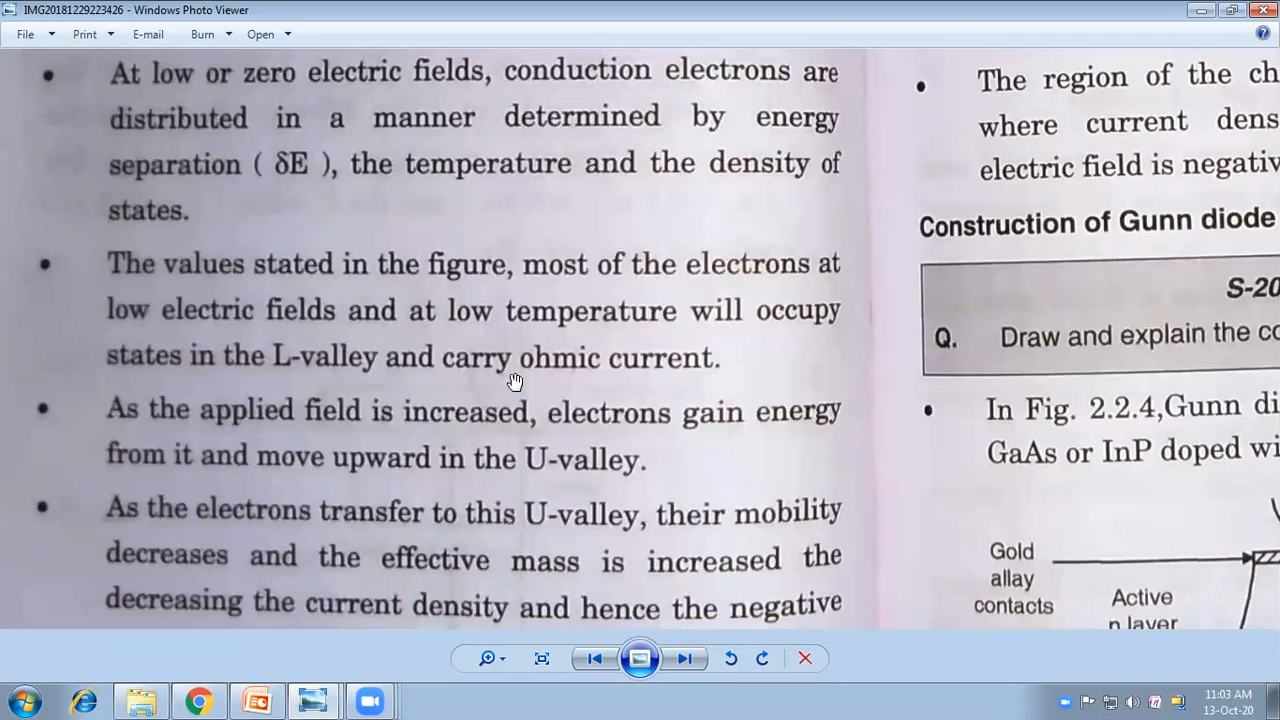 IMG20181229223426 - Windows Photo Viewer
File Print E-mail Burn Open
• At low or zero electric fields, conduction electrons are
distributed in a manner determined by energy
separation ( δE ), the temperature and the density of
states.
• The values stated in the figure, most of the electrons at
low electric fields and at low temperature will occupy
states in the L-valley and carry ohmic current.
• As the applied field is increased, electrons gain energy
from it and move upward in the U-valley.
• As the electrons transfer to this U-valley, their mobility
decreases and the effective mass is increased the
decreasing the current density and hence the negative
• The region of the ch
where current dens
electric field is negativ
Construction of Gunn diode
S-20
Q. Draw and explain the co
• In Fig. 2.2.4,Gunn di
GaAs or InP doped wi
Gold
allay
contacts
Active
n layer
11:03 AM
13-Oct-20